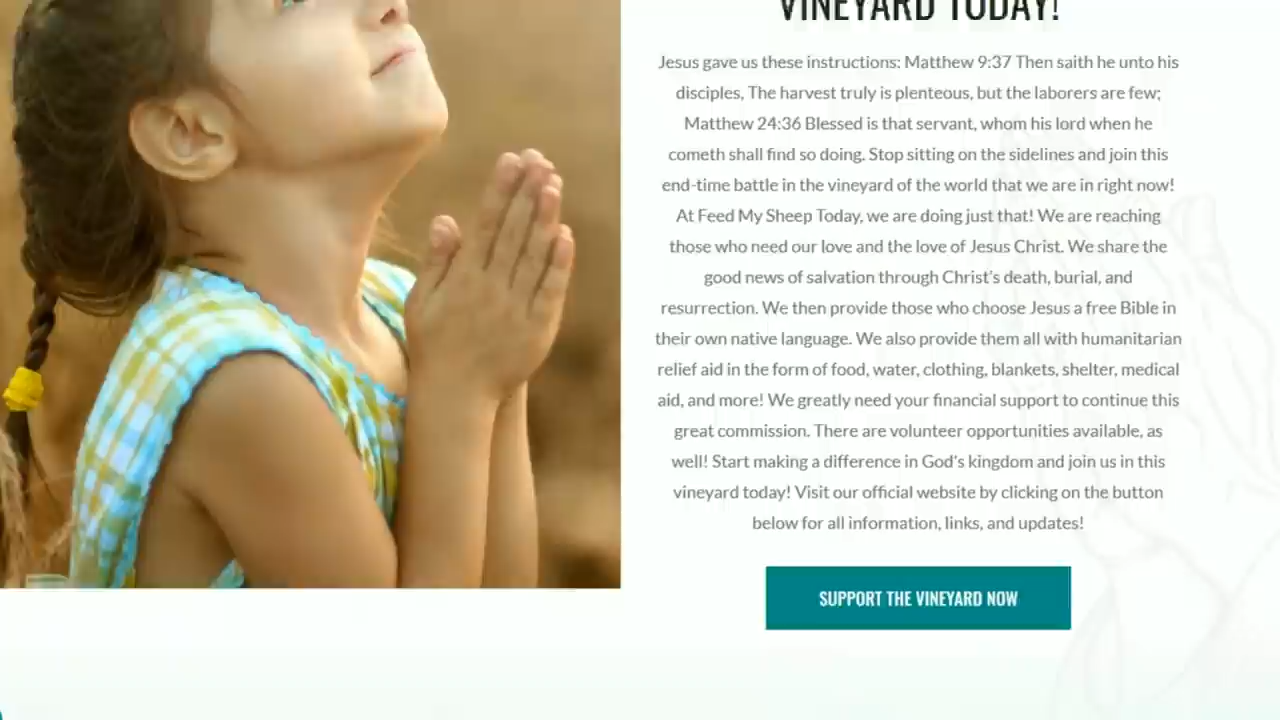 VINEYARD TODAY!
Jesus gave us these instructions: Matthew 9:37 Then saith he unto his
disciples, The harvest truly is plenteous, but the laborers are few;
Matthew 24:36 Blessed is that servant, whom his lord when he
cometh shall find so doing. Stop sitting on the sidelines and join this
end-time battle in the vineyard of the world that we are in right now!
At Feed My Sheep Today, we are doing just that! We are reaching
those who need our love and the love of Jesus Christ. We share the
good news of salvation through Christ's death, burial, and
resurrection. We then provide those who choose Jesus a free Bible in
their own native language. We also provide them all with humanitarian
relief aid in the form of food, water, clothing, blankets, shelter, medical
aid, and more! We greatly need your financial support to continue this
great commission. There are volunteer opportunities available, as
well! Start making a difference in God's kingdom and join us in this
vineyard today! Visit our official website by clicking on the button
below for all information, links, and updates!
SUPPORT THE VINEYARD NOW